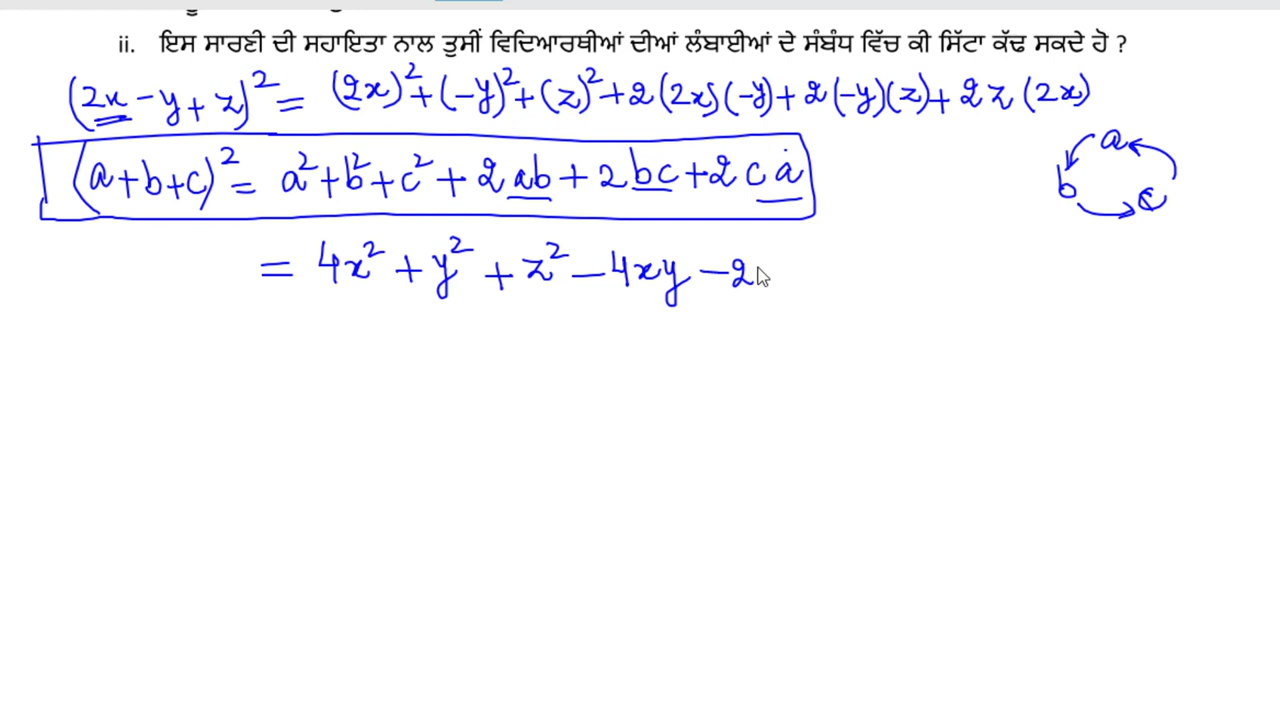 ii. ਇਸ ਸਾਰਣੀ ਦੀ ਸਹਾਇਤਾ ਨਾਲ ਤੁਸੀਂ ਵਿਦਿਆਰਥੀਆਂ ਦੀਆਂ ਲੰਬਾਈਆਂ ਦੇ ਸੰਬੰਧ ਵਿੱਚ ਕੀ ਸਿੱਟਾ ਕੱਢ ਸਕਦੇ ਹੋ ?
(2x - y + z)² = (2x)² + (-y)² + (z)² + 2(2x)(-y) + 2(-y)(z) + 2z(2x)
(a+b+c)² = a² + b² + c² + 2ab + 2bc + 2ca
a
b c
= 4x² + y² + z² - 4xy - 2